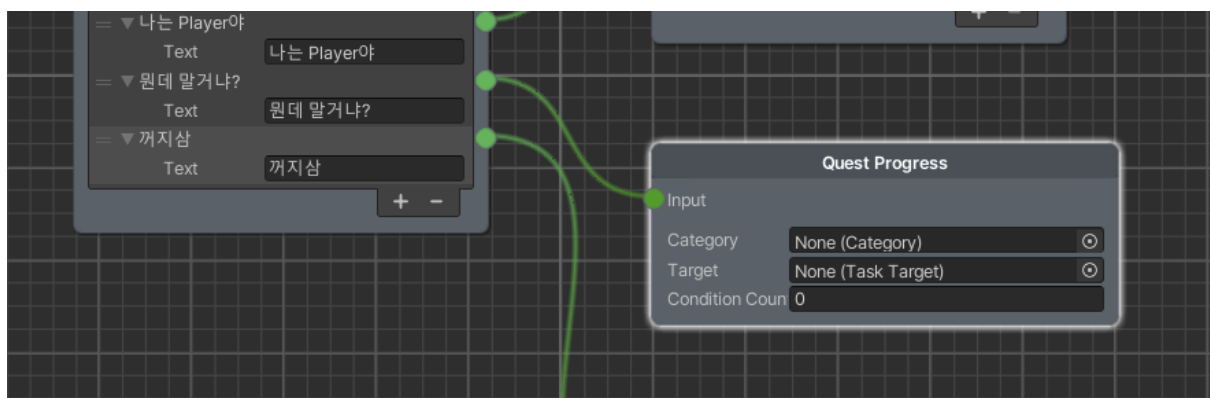 나는 Player야
Text 나는 Player야
뭔데 말거냐?
Text 뭔데 말거냐?
꺼지삼
Text 꺼지삼
+ −
+ −
Quest Progress
Input
Category None (Category)
Target None (Task Target)
Condition Coun 0